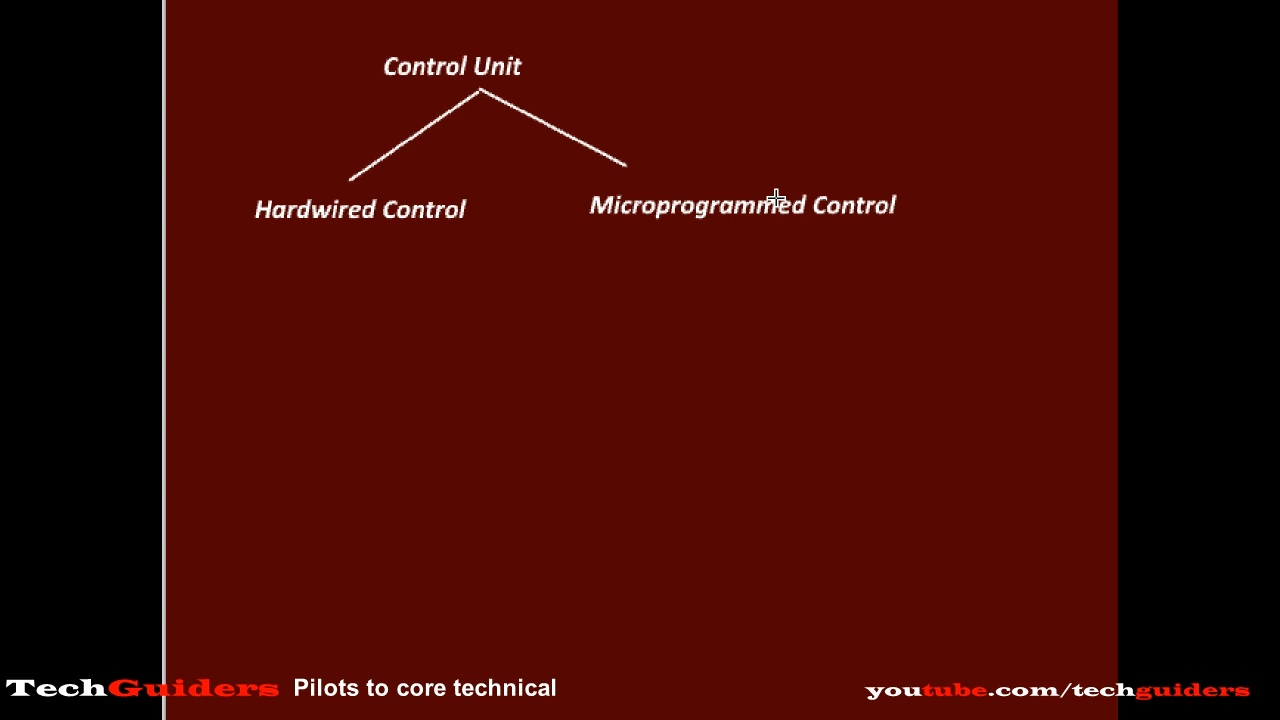 Control Unit
Hardwired Control
Microprogrammed Control
TechGuiders Pilots to core technical
youtube.com/techguiders